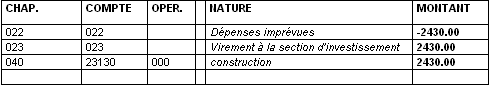 CHAP. COMPTE OPER. NATURE MONTANT
022 022 Dépenses imprévues -2430.00
023 023 Virement à la section d'investissement 2430.00
040 23130 000 construction 2430.00